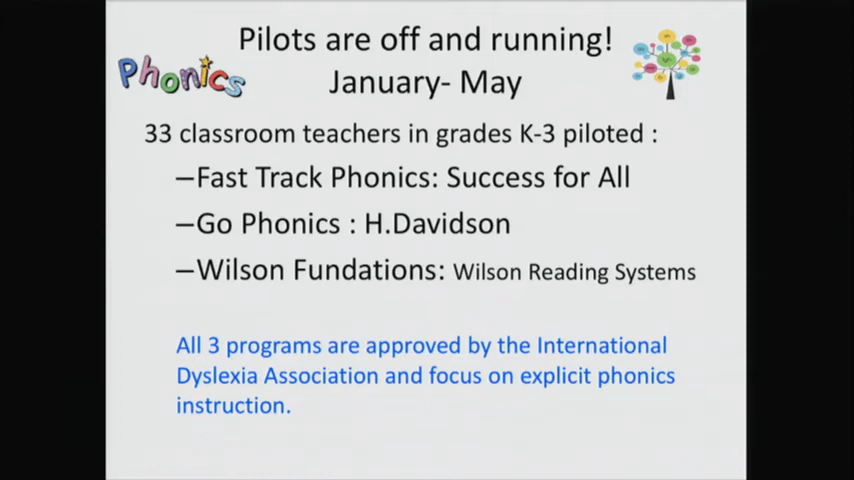 Pilots are off and running!
Phonics
January- May
33 classroom teachers in grades K-3 piloted :
–Fast Track Phonics: Success for All
–Go Phonics : H.Davidson
–Wilson Fundations: Wilson Reading Systems
All 3 programs are approved by the International
Dyslexia Association and focus on explicit phonics
instruction.